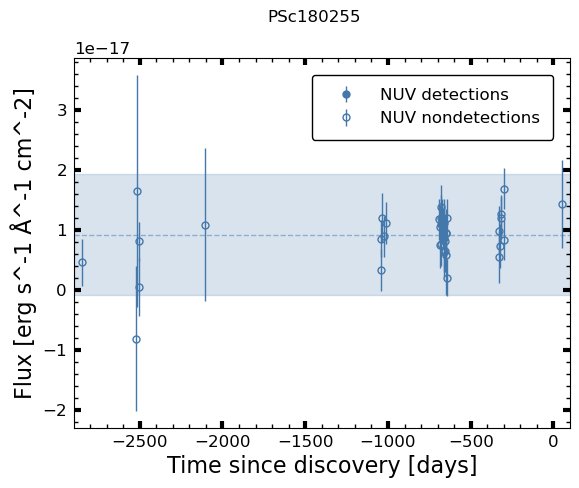 PSc180255
1e−17
NUV detections
NUV nondetections
Flux [erg s^-1 Å^-1 cm^-2]
3
2
1
0
−1
−2
−2500 −2000 −1500 −1000 −500 0
Time since discovery [days]